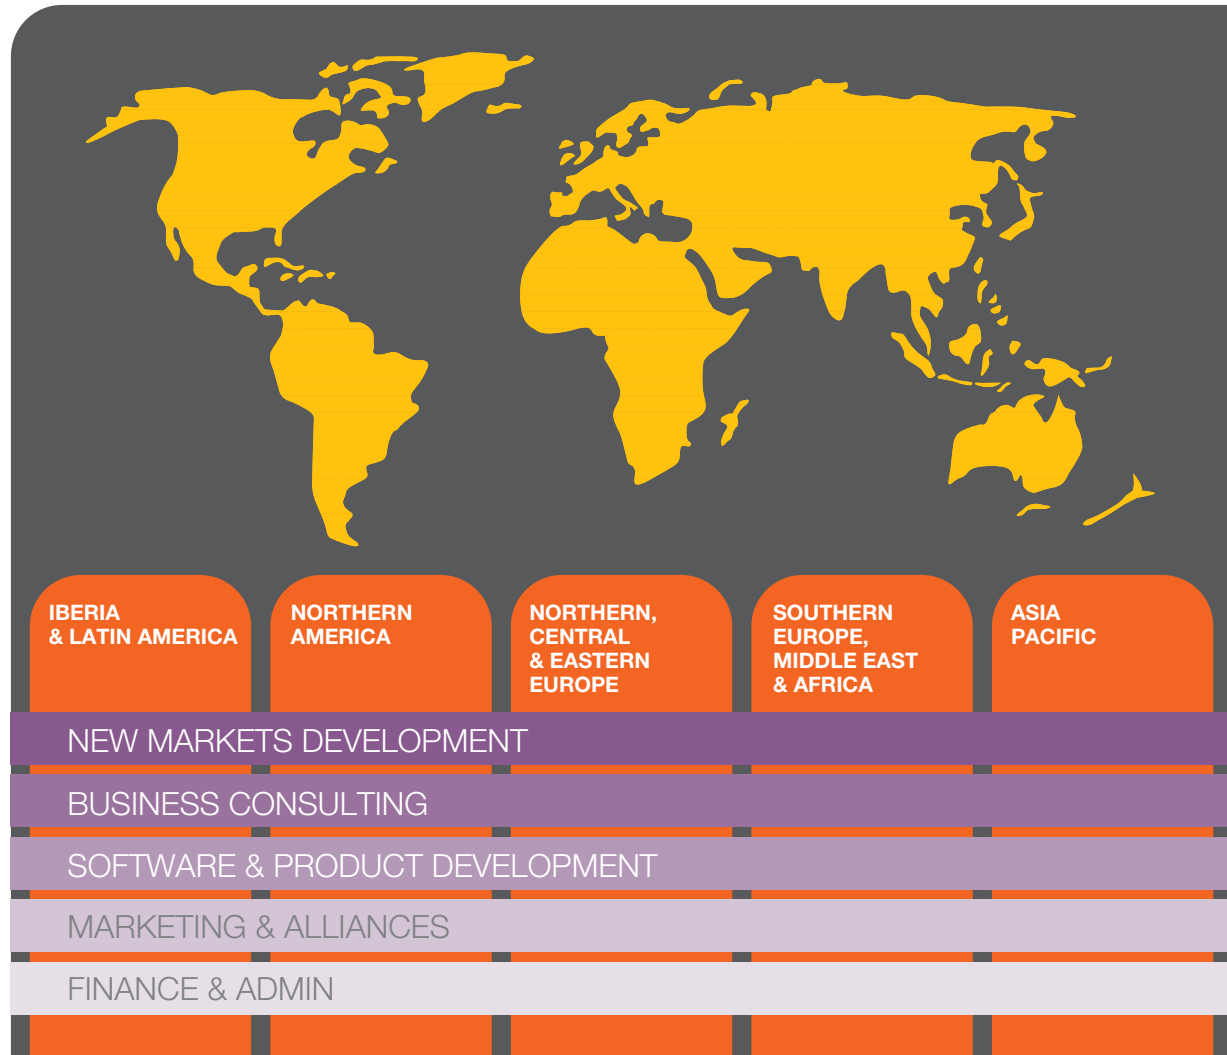 IBERIA
& LATIN AMERICA
NORTHERN
AMERICA
NORTHERN,
CENTRAL
& EASTERN
EUROPE
SOUTHERN
EUROPE,
MIDDLE EAST
& AFRICA
ASIA
PACIFIC
NEW MARKETS DEVELOPMENT
BUSINESS CONSULTING
SOFTWARE & PRODUCT DEVELOPMENT
MARKETING & ALLIANCES
FINANCE & ADMIN